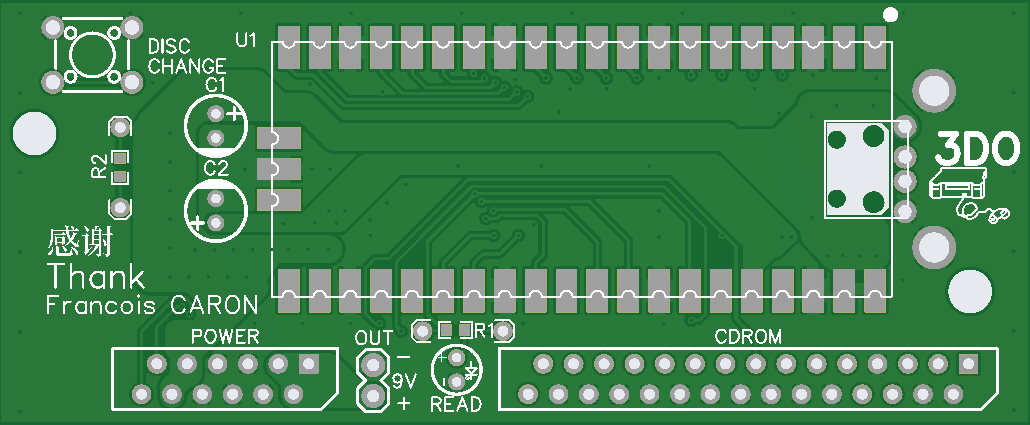 DISC
CHANGE
U1
C1
+
R2
C2
+
3DO
感谢
Thank
Francois CARON
POWER
OUT
-
9V
+
+
-
READ
R1
CDROM